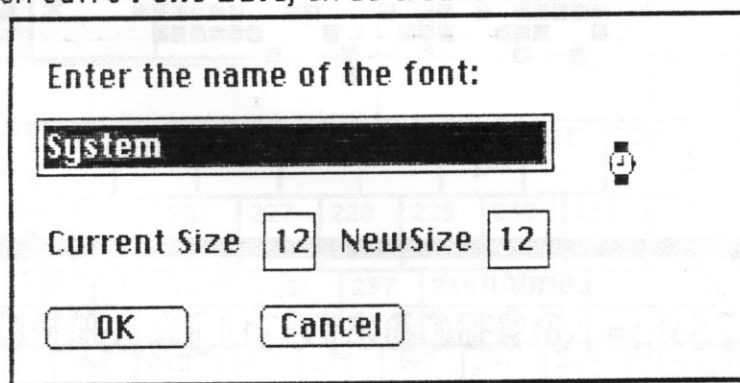 Enter the name of the font:
System
Current Size 12 NewSize 12
OK Cancel